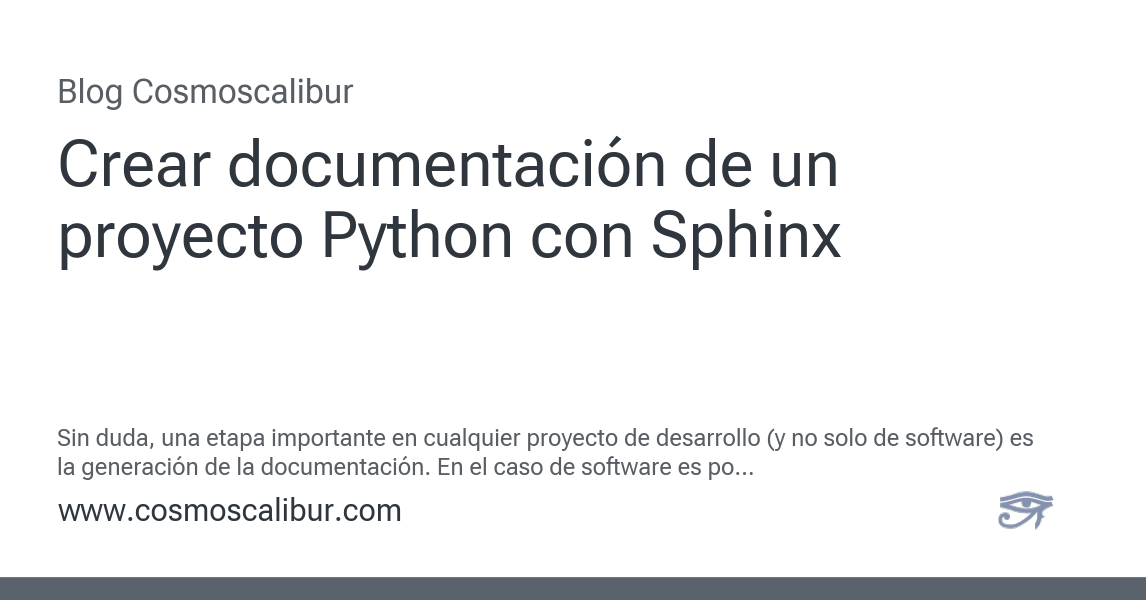 Blog Cosmoscalibur
Crear documentación de un
proyecto Python con Sphinx
Sin duda, una etapa importante en cualquier proyecto de desarrollo (y no solo de software) es
la generación de la documentación. En el caso de software es po...
www.cosmoscalibur.com